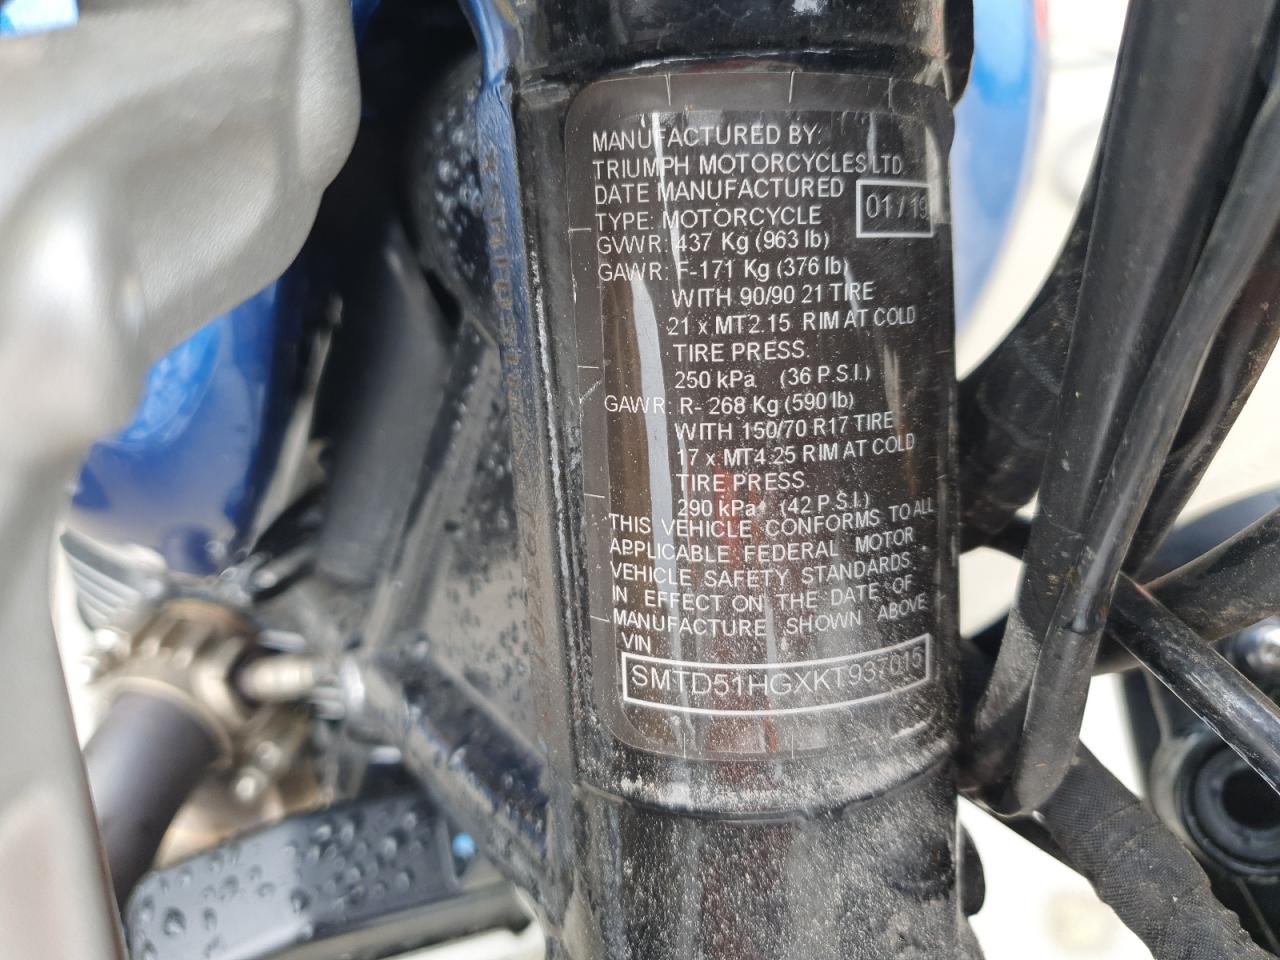 MANUFACTURED BY:
TRIUMPH MOTORCYCLES LTD.
DATE MANUFACTURED 01/19
TYPE: MOTORCYCLE
GVWR: 437 Kg (963 lb)
GAWR: F-171 Kg (376 lb)
WITH 90/90 21 TIRE
21 x MT2.15 RIM AT COLD
TIRE PRESS.
250 kPa (36 P.S.I.)
GAWR: R- 268 Kg (590 lb)
WITH 150/70 R17 TIRE
17 x MT4.25 RIM AT COLD
TIRE PRESS.
290 kPa (42 P.S.I.)
THIS VEHICLE CONFORMS TO ALL
APPLICABLE FEDERAL MOTOR
VEHICLE SAFETY STANDARDS
IN EFFECT ON THE DATE OF
MANUFACTURE SHOWN ABOVE
VIN
SMTD51HGXKT937015